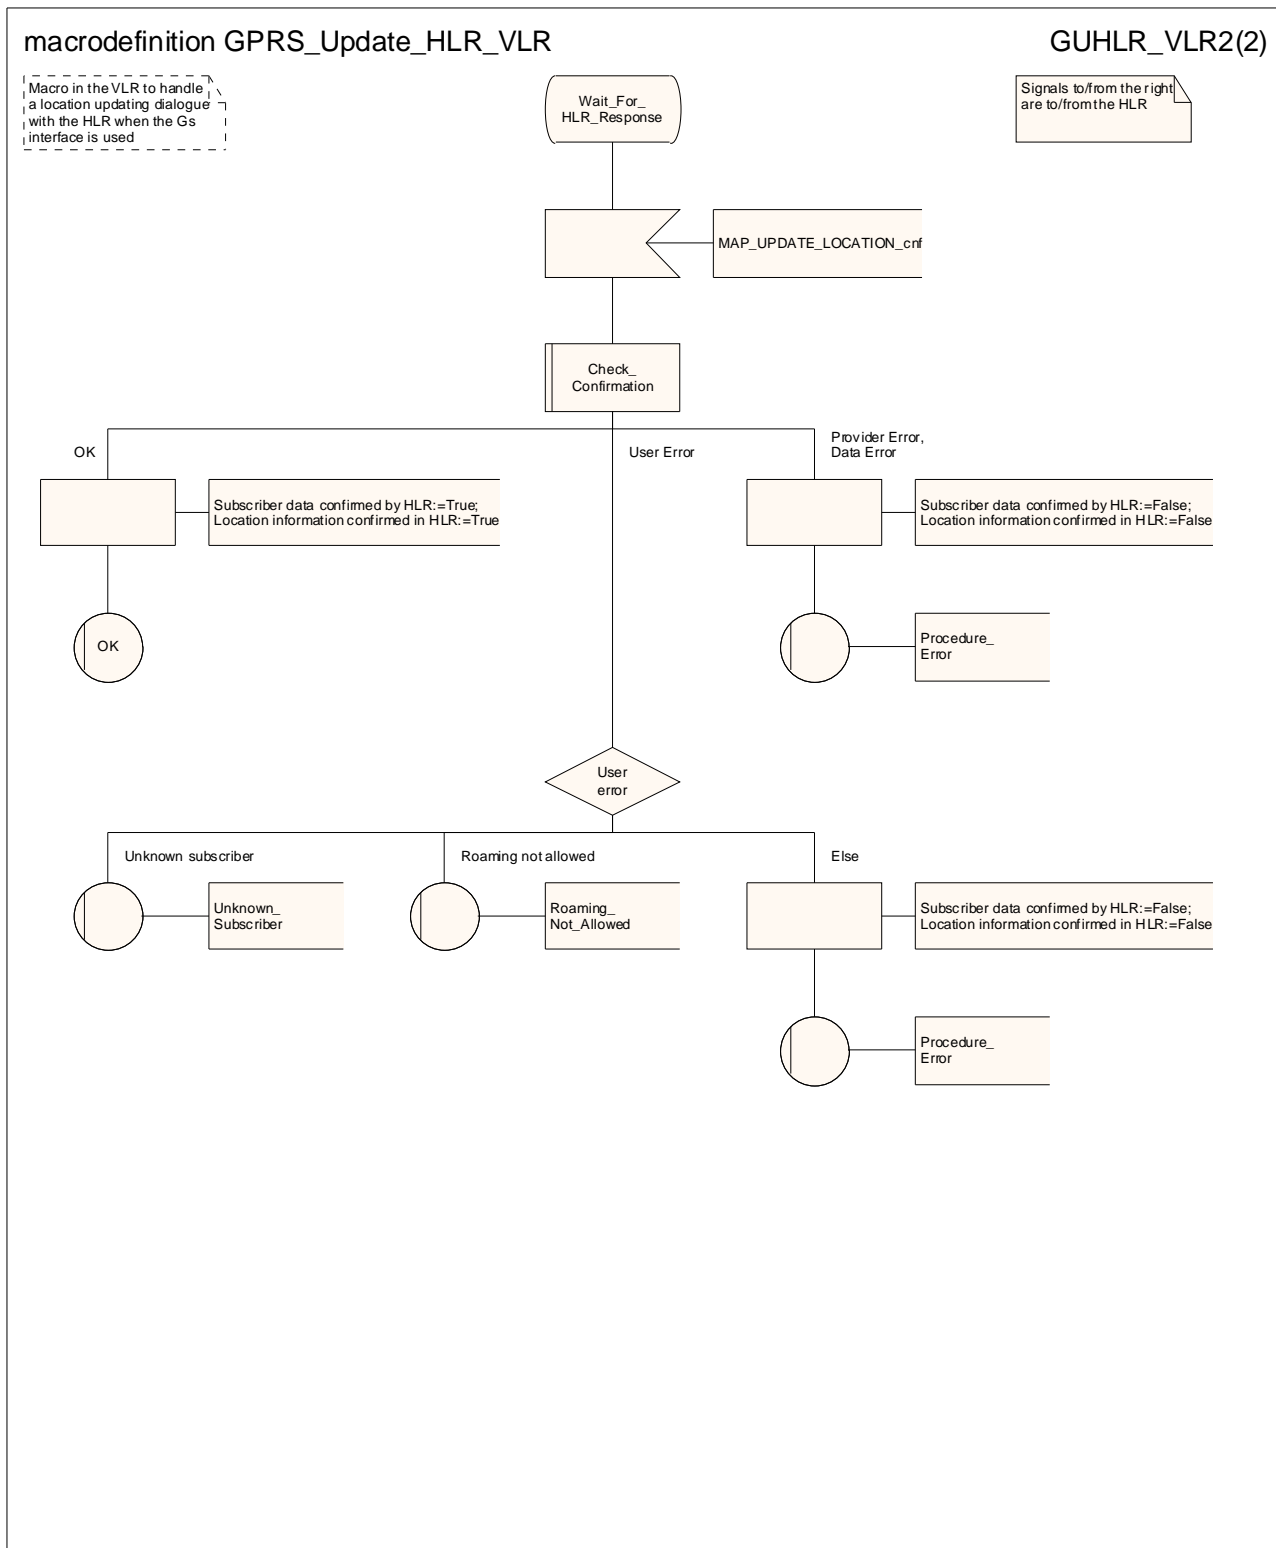 macrodefinition GPRS_Update_HLR_VLR
GUHLR_VLR2(2)
Macro in the VLR to handle
a location updating dialogue
with the HLR when the Gs
interface is used
Wait_For_
HLR_Response
Signals to/from the right
are to/from the HLR
MAP_UPDATE_LOCATION_cnf
Check_
Confirmation
OK
User Error
Provider Error,
Data Error
Subscriber data confirmed by HLR:=True;
Location information confirmed in HLR:=True
Subscriber data confirmed by HLR:=False;
Location information confirmed in HLR:=False
OK
Procedure_
Error
User
error
Unknown subscriber
Roaming not allowed
Else
Unknown_
Subscriber
Roaming_
Not_Allowed
Subscriber data confirmed by HLR:=False;
Location information confirmed in HLR:=False
Procedure_
Error